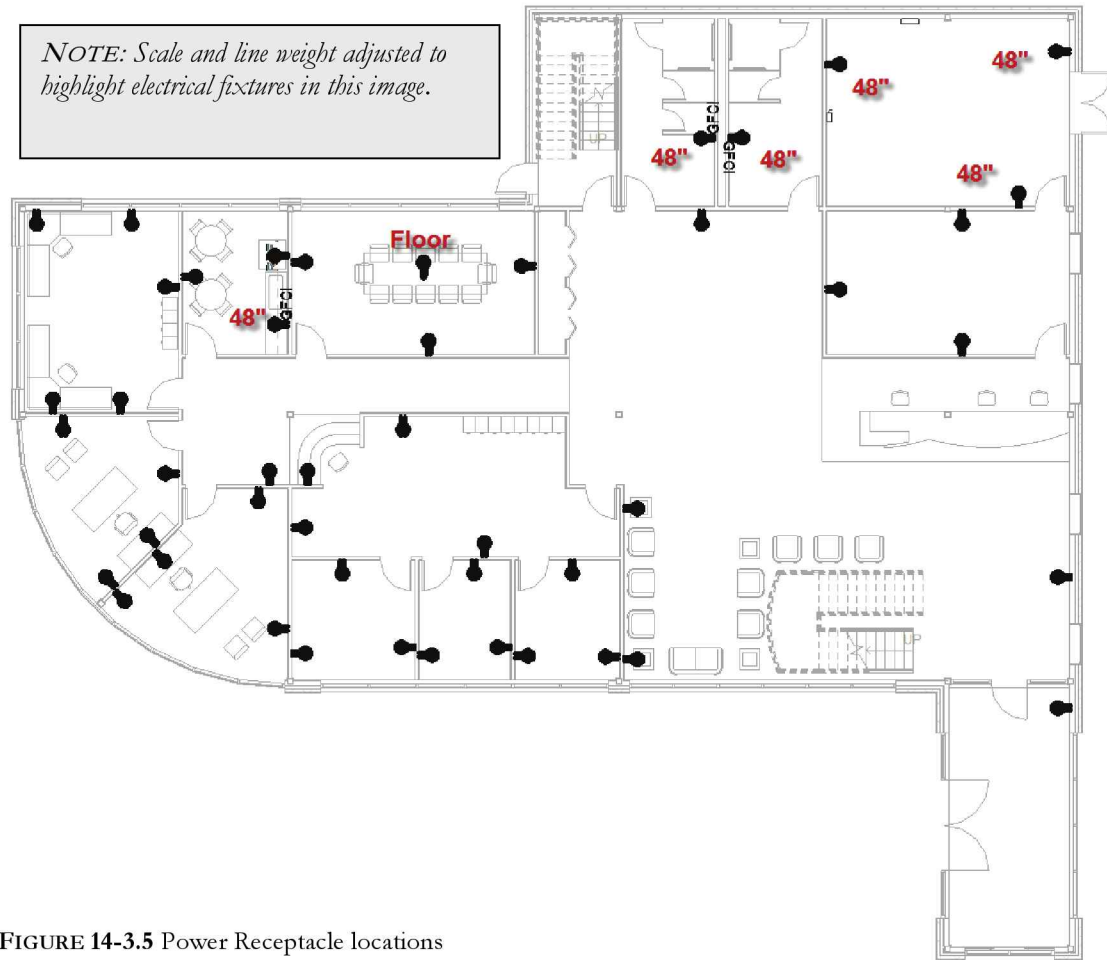 NOTE: Scale and line weight adjusted to
highlight electrical fixtures in this image.
48"
48"
GFCI
UP
GFCI
48"
48"
48"
Floor
GFCI
48"
UP
FIGURE 14-3.5 Power Receptacle locations